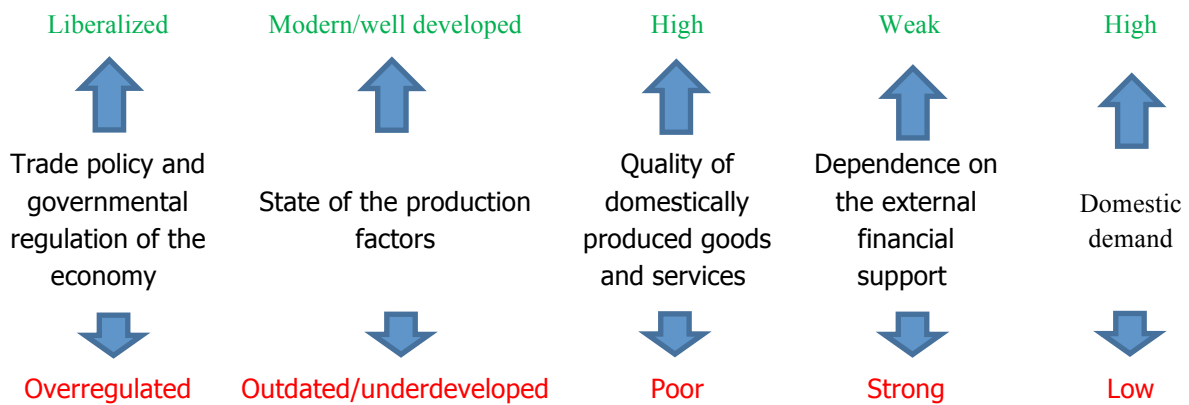 Liberalized
Modern/well developed
High
Weak
High
Trade policy and
governmental
regulation of the
economy
State of the production
factors
Quality of
domestically
produced goods
and services
Dependence on
the external
financial
support
Domestic
demand
Overregulated
Outdated/underdeveloped
Poor
Strong
Low